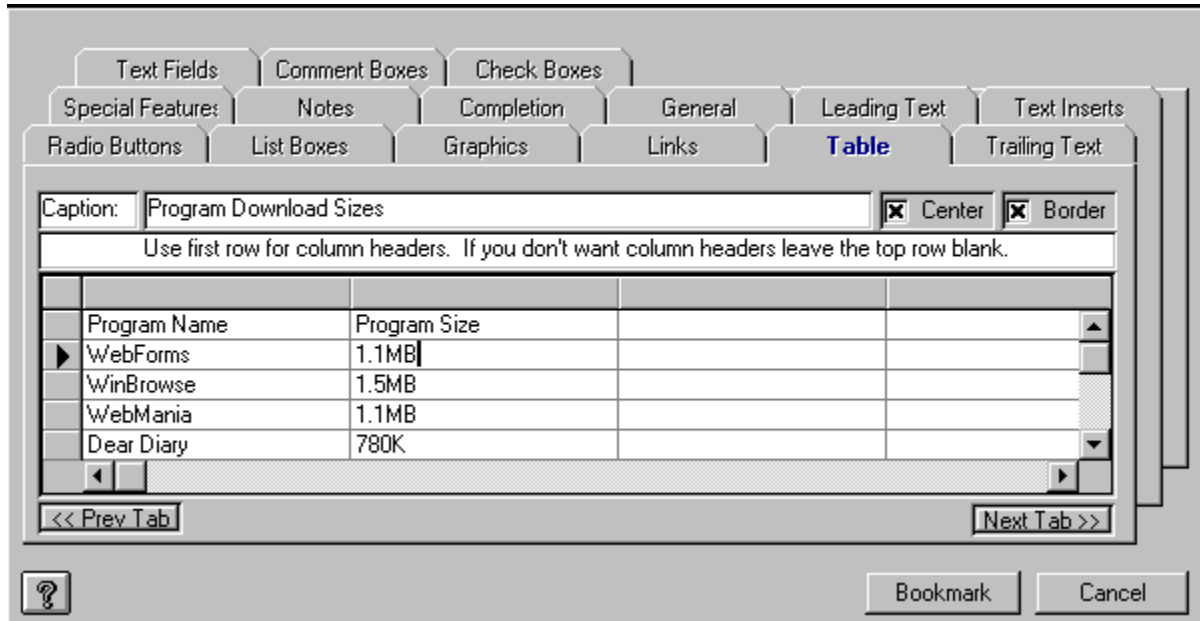 Text Fields Comment Boxes Check Boxes
Special Features Notes Completion General Leading Text Text Inserts
Radio Buttons List Boxes Graphics Links Table Trailing Text
Caption: Program Download Sizes Center Border
Use first row for column headers. If you don't want column headers leave the top row blank.
Program Name Program Size
WebForms 1.1MB
WinBrowse 1.5MB
WebMania 1.1MB
Dear Diary 780K
<< Prev Tab Next Tab >>
? Bookmark Cancel